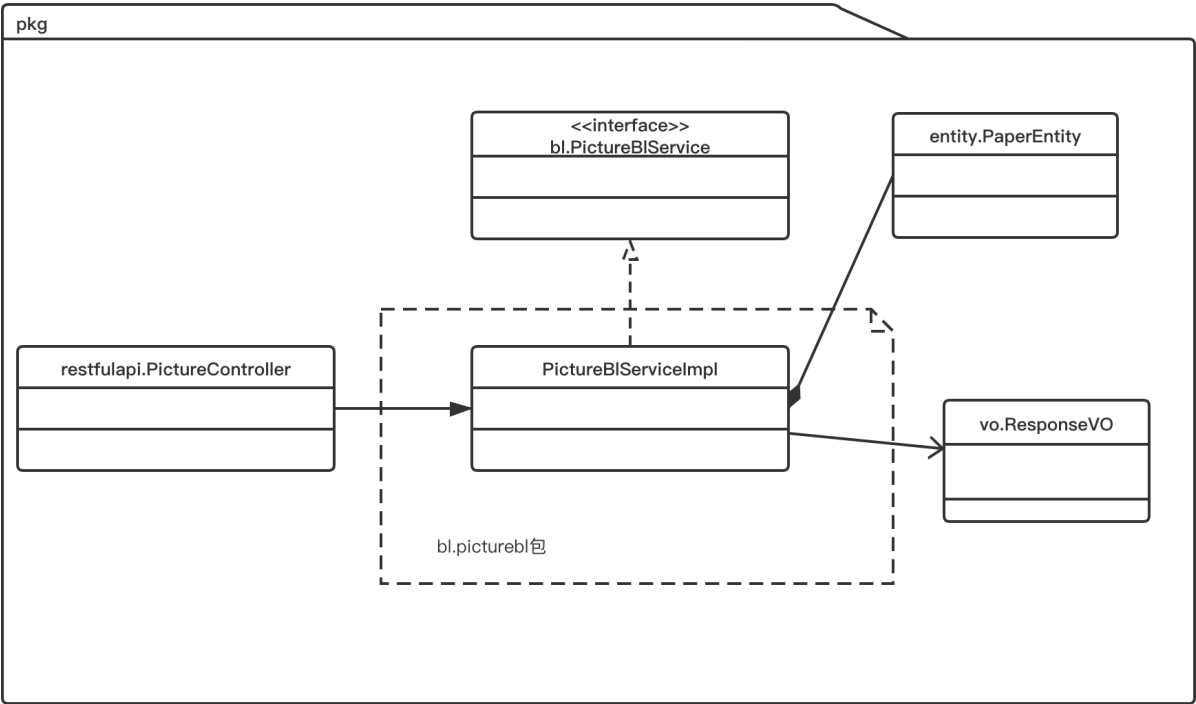 pkg
<<interface>>
bl.PictureBlService
entity.PaperEntity
restfulapi.PictureController
PictureBlServiceImpl
vo.ResponseVO
bl.picturebl包